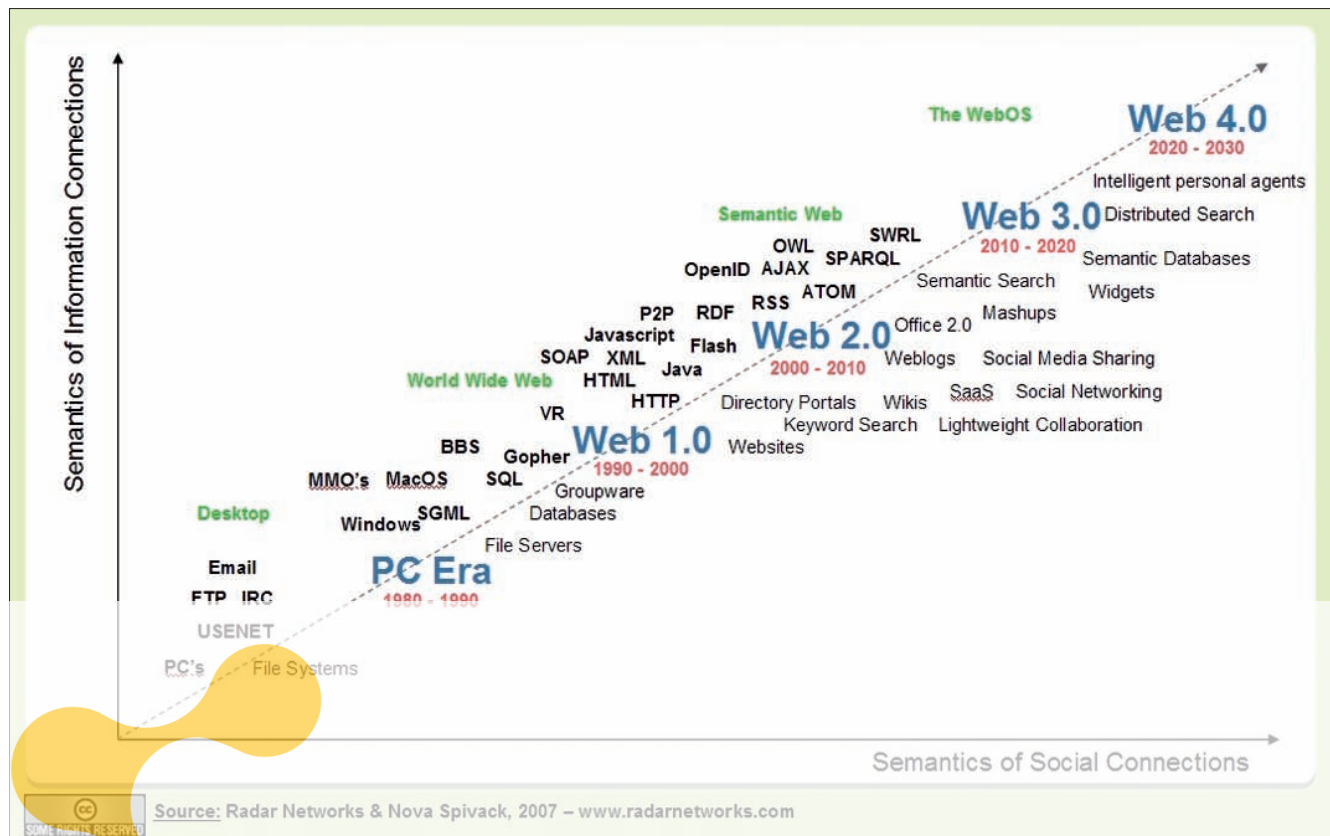 Semantics of Information Connections
The WebOS
Web 4.0
2020 - 2030
Intelligent personal agents
Semantic Web
Web 3.0
Distributed Search
2010 - 2020
SWRL
OWL
SPARQL
Semantic Databases
OpenID
AJAX
Semantic Search
Widgets
ATOM
RSS
P2P
RDF
Mashups
Javascript
Web 2.0
Office 2.0
Flash
SOAP
XML
2000 - 2010
Weblogs
Social Media Sharing
Java
World Wide Web
HTML
SaaS
Social Networking
HTTP
Directory Portals
Wikis
VR
Keyword Search
Lightweight Collaboration
Web 1.0
Websites
BBS
Gopher
1990 - 2000
MMO's
MacOS
SQL
Groupware
Desktop
SGML
Databases
Windows
File Servers
Email
PC Era
FTP
IRC
1980 - 1990
USENET
PC's
File Systems
Semantics of Social Connections
cc
Source: Radar Networks & Nova Spivack, 2007 – www.radarnetworks.com
SOME RIGHTS RESERVED